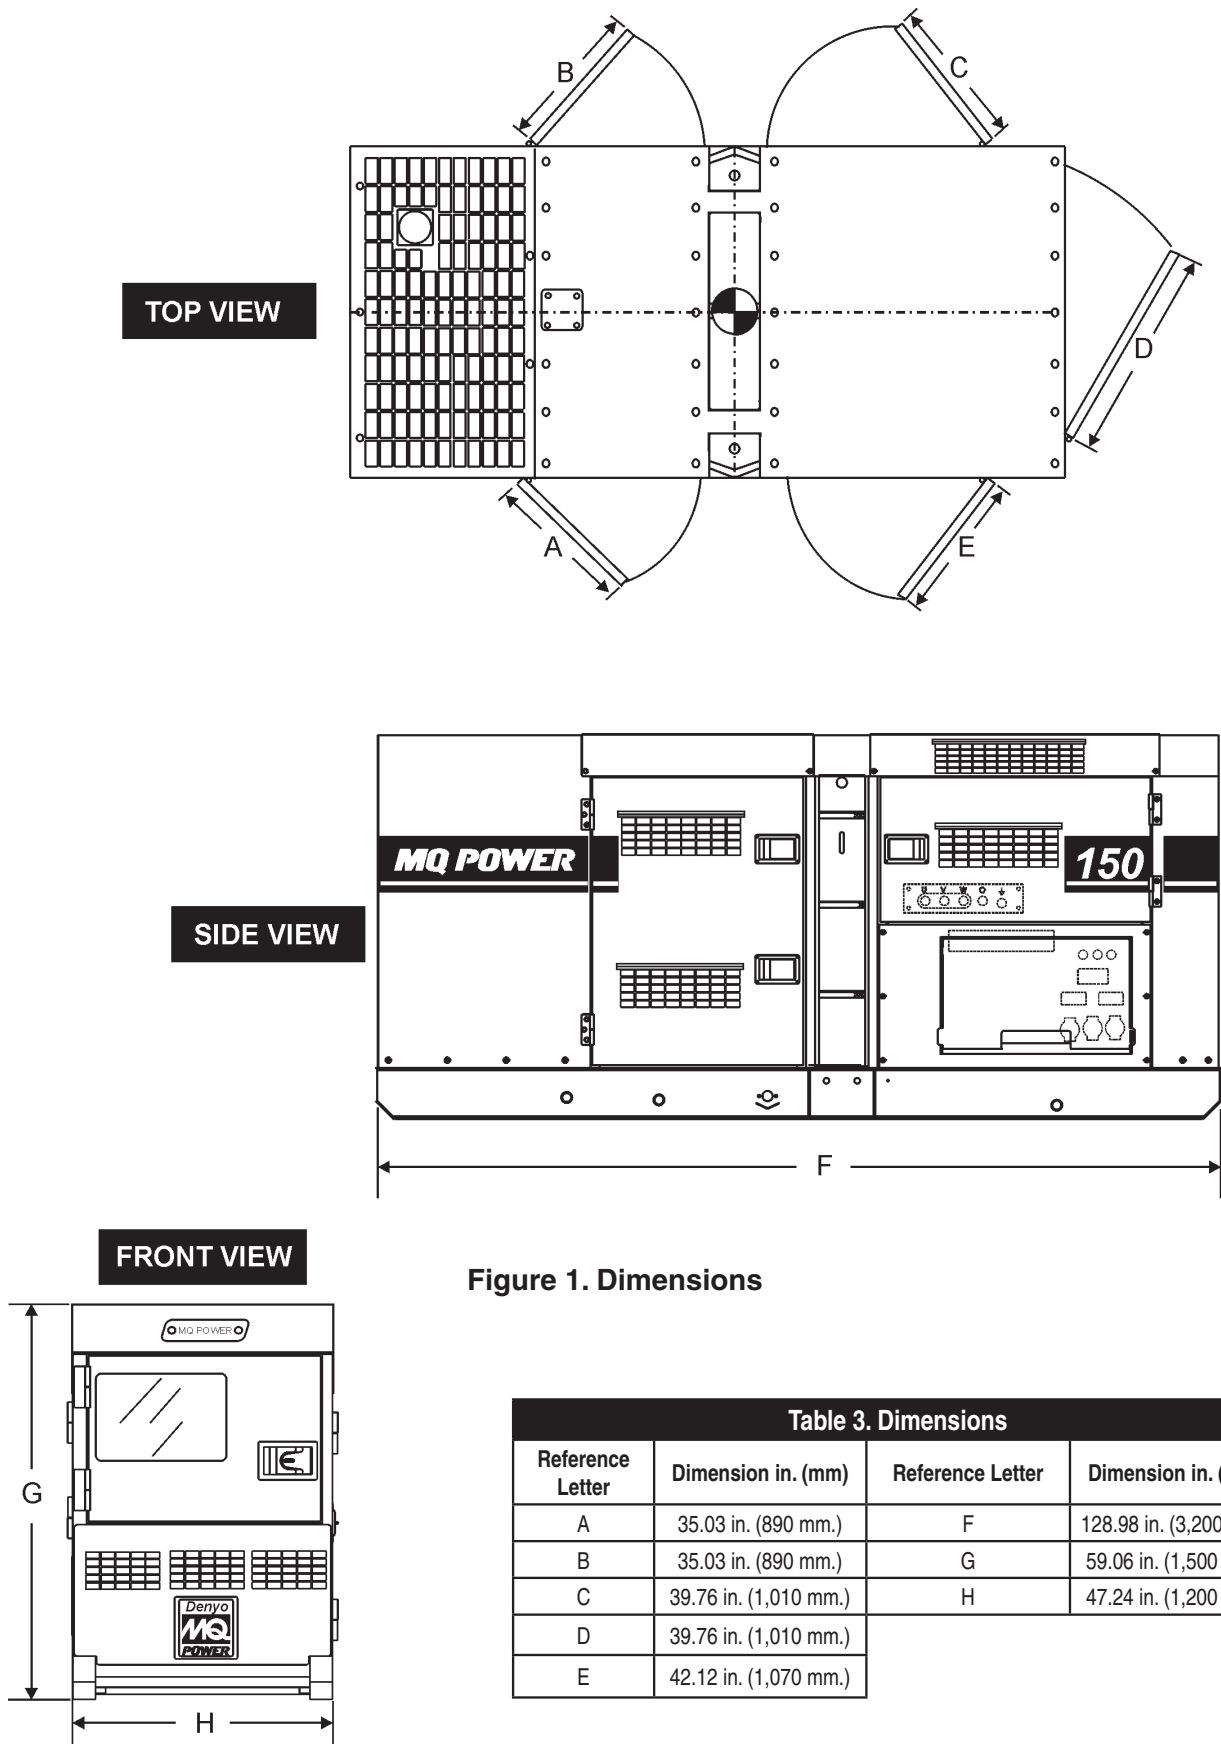 B
C
TOP VIEW
D
A
E
MQ POWER
150
U V W O
SIDE VIEW
F
FRONT VIEW
Figure 1. Dimensions
MQ POWER
G
Denyo
MQ
POWER
H
Table 3. Dimensions
Reference Letter Dimension in. (mm) Reference Letter Dimension in. (
A 35.03 in. (890 mm.) F 128.98 in. (3,200
B 35.03 in. (890 mm.) G 59.06 in. (1,500
C 39.76 in. (1,010 mm.) H 47.24 in. (1,200
D 39.76 in. (1,010 mm.)
E 42.12 in. (1,070 mm.)